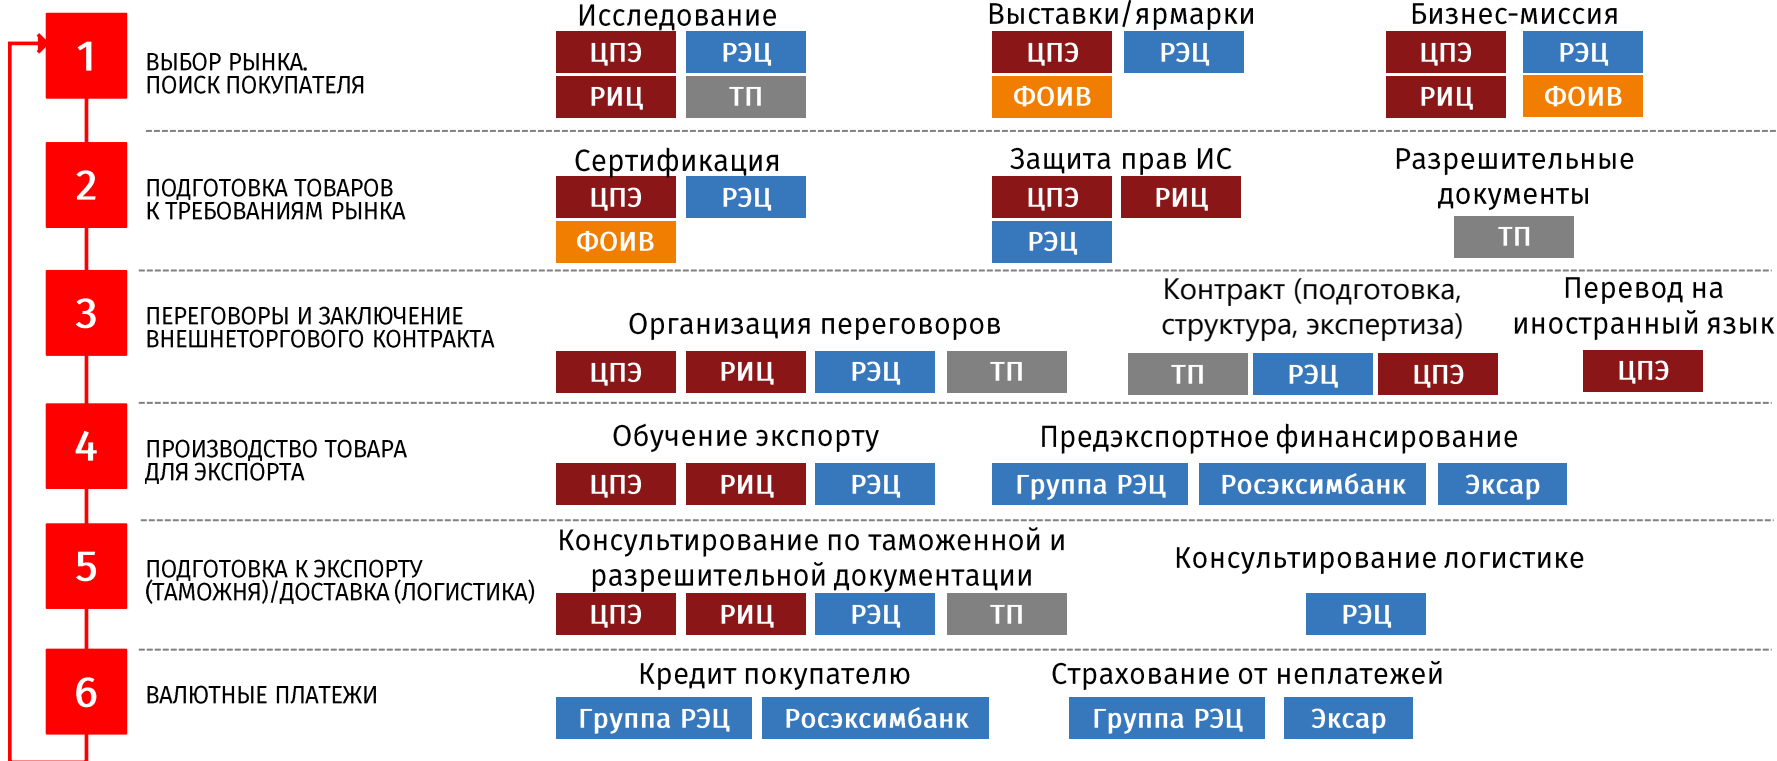 1
ВЫБОР РЫНКА.
ПОИСК ПОКУПАТЕЛЯ
Исследование
ЦПЭ РЭЦ
РИЦ ТП
Выставки/ярмарки
ЦПЭ РЭЦ
ФОИВ
Бизнес-миссия
ЦПЭ РЭЦ
РИЦ ФОИВ
2
ПОДГОТОВКА ТОВАРОВ
К ТРЕБОВАНИЯМ РЫНКА
Сертификация
ЦПЭ РЭЦ
ФОИВ
Защита прав ИС
ЦПЭ РИЦ
РЭЦ
Разрешительные
документы
ТП
3
ПЕРЕГОВОРЫ И ЗАКЛЮЧЕНИЕ
ВНЕШНЕТОРГОВОГО КОНТРАКТА
Организация переговоров
ЦПЭ РИЦ РЭЦ ТП
Контракт (подготовка,
структура, экспертиза)
ТП РЭЦ ЦПЭ
Перевод на
иностранный язык
ЦПЭ
4
ПРОИЗВОДСТВО ТОВАРА
ДЛЯ ЭКСПОРТА
Обучение экспорту
ЦПЭ РИЦ РЭЦ
Предэкспортное финансирование
Группа РЭЦ Росэксимбанк Эксар
5
ПОДГОТОВКА К ЭКСПОРТУ
(ТАМОЖНЯ)/ДОСТАВКА (ЛОГИСТИКА)
Консультирование по таможенной и
разрешительной документации
ЦПЭ РИЦ РЭЦ ТП
Консультирование логистике
РЭЦ
6
ВАЛЮТНЫЕ ПЛАТЕЖИ
Кредит покупателю
Группа РЭЦ Росэксимбанк
Страхование от неплатежей
Группа РЭЦ Эксар